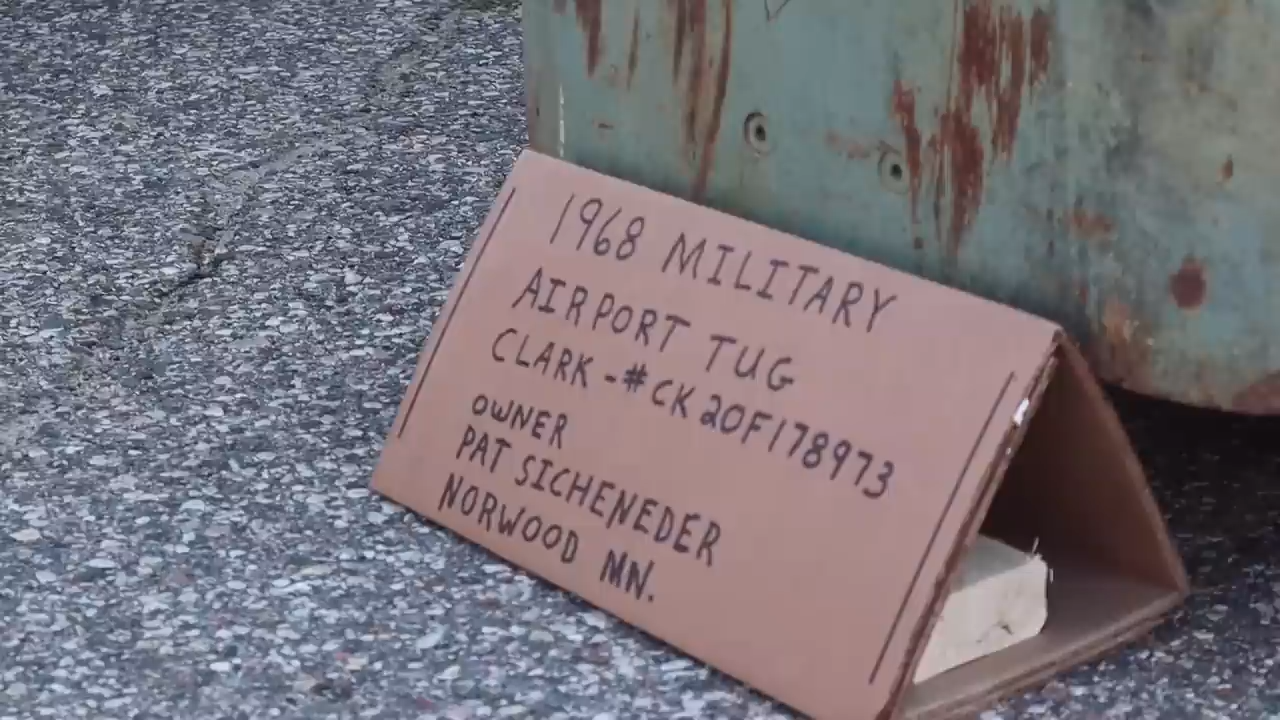 1968 MILITARY
AIRPORT TUG
CLARK - #CK20F178973
OWNER
PAT SICHENEDER
NORWOOD MN.